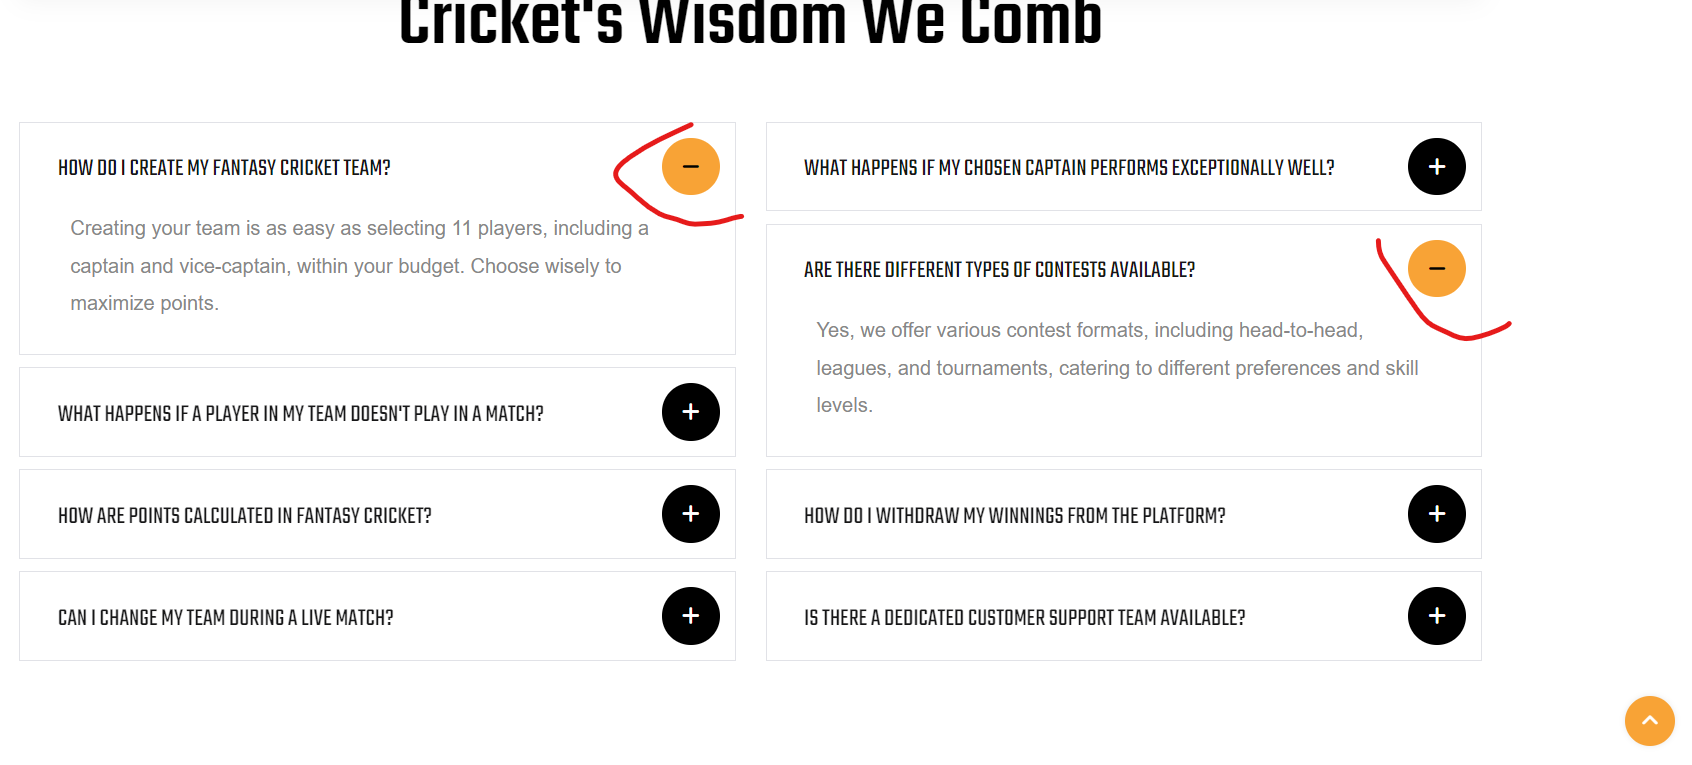 Cricket's Wisdom We Comb
HOW DO I CREATE MY FANTASY CRICKET TEAM?
Creating your team is as easy as selecting 11 players, including a
captain and vice-captain, within your budget. Choose wisely to
maximize points.
WHAT HAPPENS IF A PLAYER IN MY TEAM DOESN'T PLAY IN A MATCH?
HOW ARE POINTS CALCULATED IN FANTASY CRICKET?
CAN I CHANGE MY TEAM DURING A LIVE MATCH?
WHAT HAPPENS IF MY CHOSEN CAPTAIN PERFORMS EXCEPTIONALLY WELL?
ARE THERE DIFFERENT TYPES OF CONTESTS AVAILABLE?
Yes, we offer various contest formats, including head-to-head,
leagues, and tournaments, catering to different preferences and skill
levels.
HOW DO I WITHDRAW MY WINNINGS FROM THE PLATFORM?
IS THERE A DEDICATED CUSTOMER SUPPORT TEAM AVAILABLE?